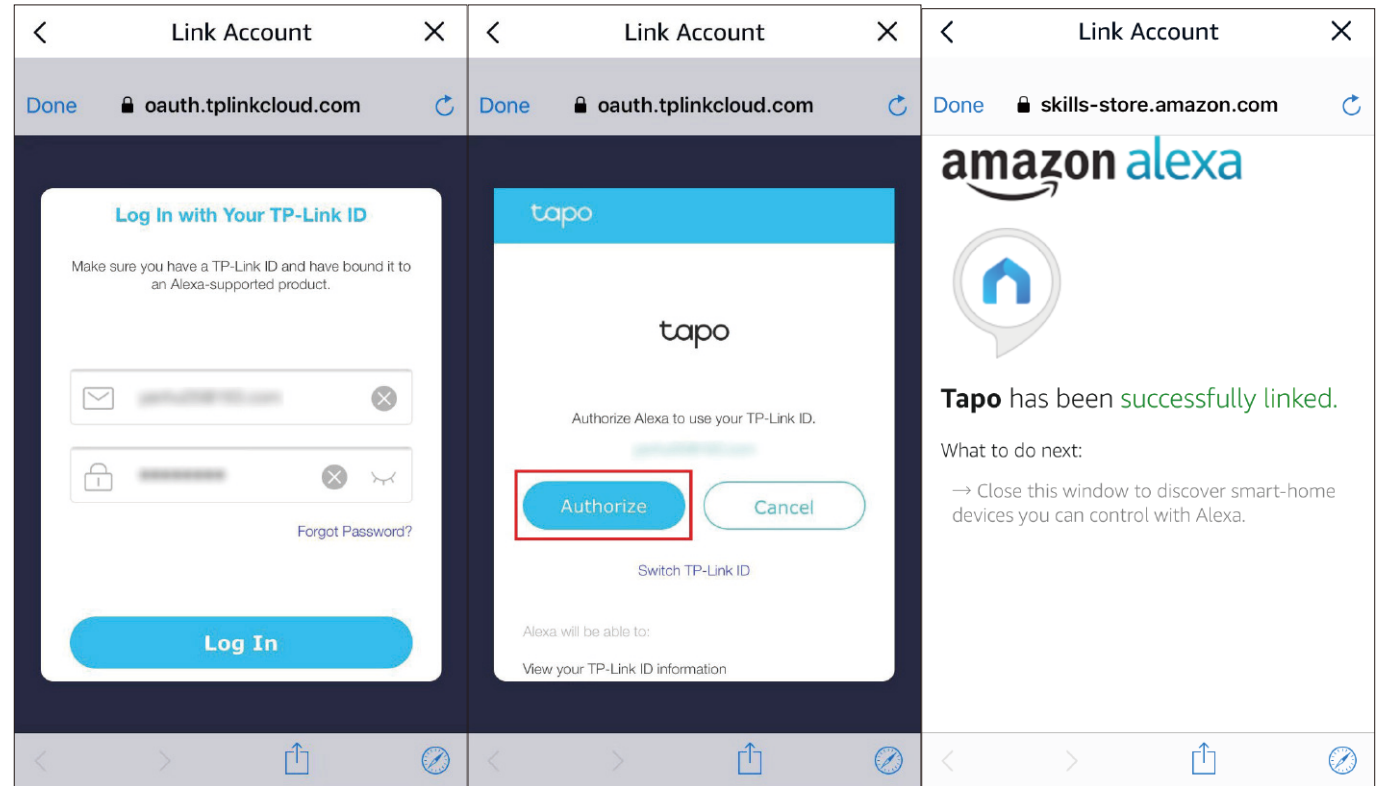 Link Account
Done
oauth.tplinkcloud.com
Log In with Your TP-Link ID
Make sure you have a TP-Link ID and have bound it to
an Alexa-supported product.
Forgot Password?
Log In
Link Account
Done
oauth.tplinkcloud.com
tapo
tapo
Authorize Alexa to use your TP-Link ID.
Authorize
Cancel
Switch TP-Link ID
Alexa will be able to:
View your TP-Link ID information
Link Account
Done
skills-store.amazon.com
amazon alexa
Tapo has been successfully linked.
What to do next:
→ Close this window to discover smart-home
devices you can control with Alexa.